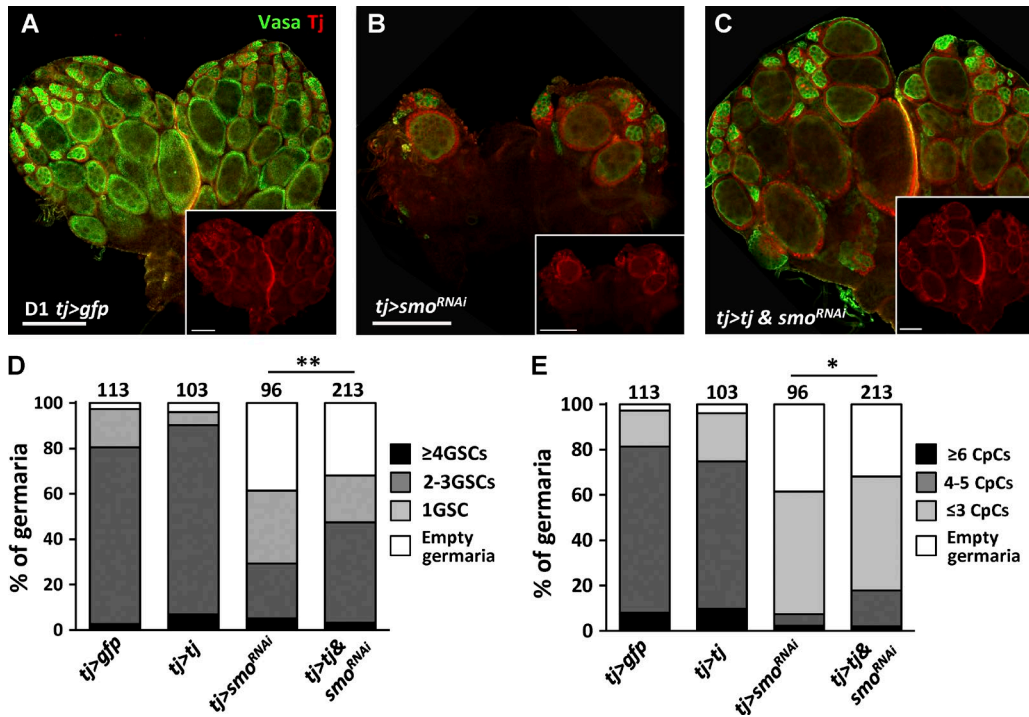 A
Vasa Tj
D1 tj>gfp
B
tj>smoRNAi
C
tj>tj & smoRNAi
D
**
113 103 96 213
100
80
60
40
20
0
% of germaria
≥4GSCs
2-3GSCs
1GSC
Empty
germaria
tj>gfp
tj>tj
tj>smoRNAi
tj>tj&
smoRNAi
E
*
113 103 96 213
100
80
60
40
20
0
% of germaria
≥6 CpCs
4-5 CpCs
≤3 CpCs
Empty
germaria
tj>gfp
tj>tj
tj>smoRNAi
tj>tj&
smoRNAi